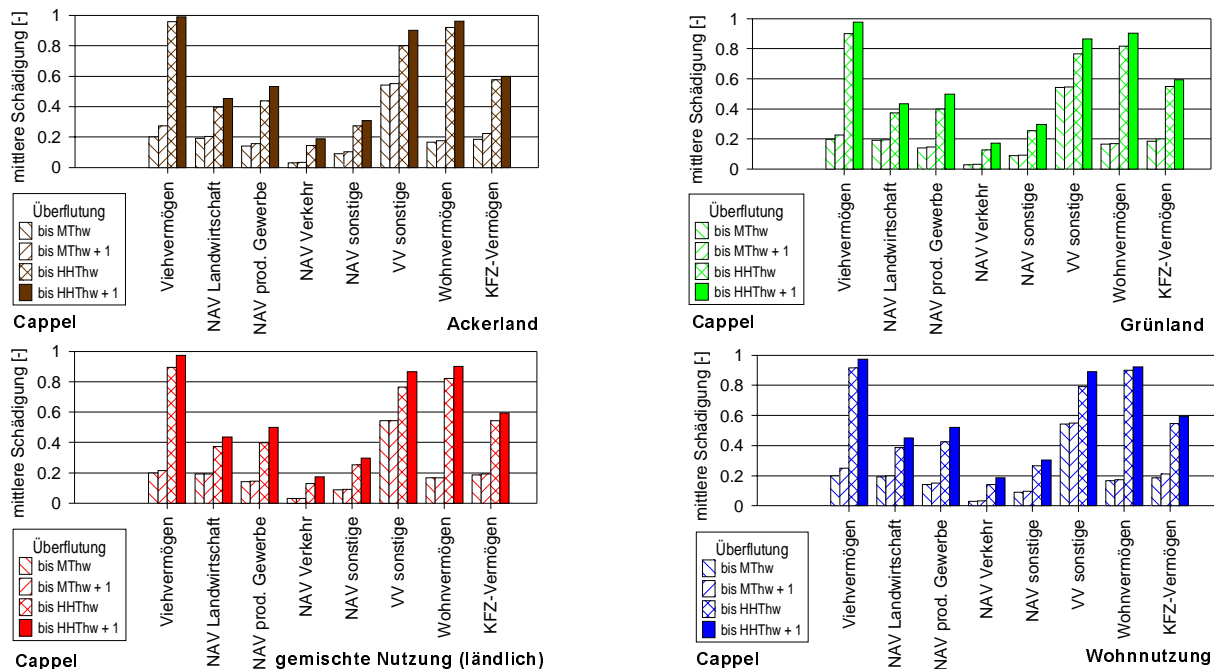 mittlere Schädigung [-]
1
0.8
0.6
0.4
0.2
0
Viehvermögen
NAV Landwirtschaft
NAV prod. Gewerbe
NAV Verkehr
NAV sonstige
VV sonstige
Wohnvermögen
KFZ-Vermögen
Überflutung
bis MThw
bis MThw + 1
bis HHThw
bis HHThw + 1
Cappel
Ackerland
mittlere Schädigung [-]
1
0.8
0.6
0.4
0.2
0
Viehvermögen
NAV Landwirtschaft
NAV prod. Gewerbe
NAV Verkehr
NAV sonstige
VV sonstige
Wohnvermögen
KFZ-Vermögen
Überflutung
bis MThw
bis MThw + 1
bis HHThw
bis HHThw + 1
Cappel
Grünland
mittlere Schädigung [-]
1
0.8
0.6
0.4
0.2
0
Viehvermögen
NAV Landwirtschaft
NAV prod. Gewerbe
NAV Verkehr
NAV sonstige
VV sonstige
Wohnvermögen
KFZ-Vermögen
Überflutung
bis MThw
bis MThw + 1
bis HHThw
bis HHThw + 1
Cappel
gemischte Nutzung (ländlich)
mittlere Schädigung [-]
1
0.8
0.6
0.4
0.2
0
Viehvermögen
NAV Landwirtschaft
NAV prod. Gewerbe
NAV Verkehr
NAV sonstige
VV sonstige
Wohnvermögen
KFZ-Vermögen
Überflutung
bis MThw
bis MThw + 1
bis HHThw
bis HHThw + 1
Cappel
Wohnnutzung